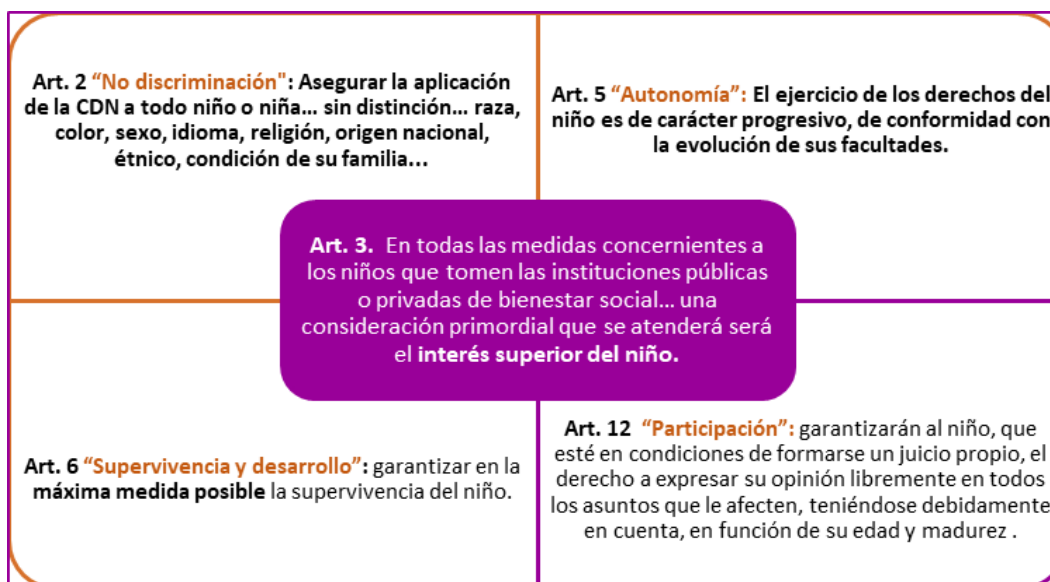 Art. 2 “No discriminación": Asegurar la aplicación
de la CDN a todo niño o niña... sin distinción... raza,
color, sexo, idioma, religión, origen nacional,
étnico, condición de su familia...
Art. 5 “Autonomía”: El ejercicio de los derechos del
niño es de carácter progresivo, de conformidad con
la evolución de sus facultades.
Art. 3. En todas las medidas concernientes a
los niños que tomen las instituciones públicas
o privadas de bienestar social... una
consideración primordial que se atenderá será
el interés superior del niño.
Art. 6 “Supervivencia y desarrollo”: garantizar en la
máxima medida posible la supervivencia del niño.
Art. 12 “Participación”: garantizarán al niño, que
esté en condiciones de formarse un juicio propio, el
derecho a expresar su opinión libremente en todos
los asuntos que le afecten, teniéndose debidamente
en cuenta, en función de su edad y madurez .